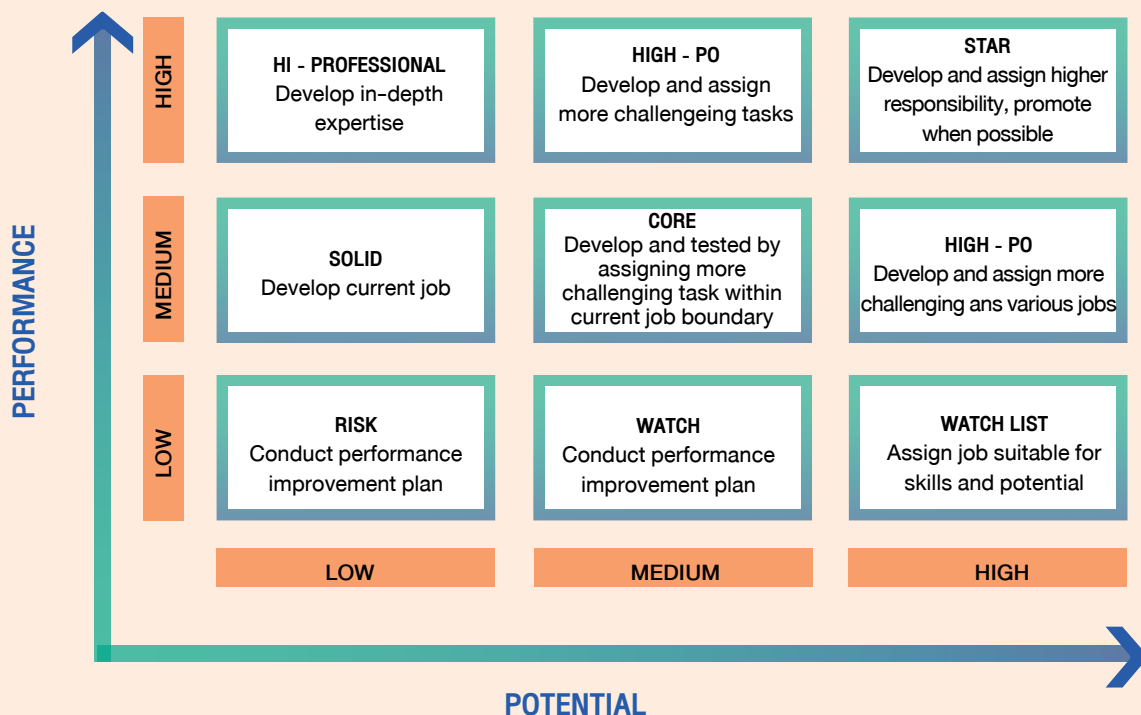 PERFORMANCE
HIGH
HI - PROFESSIONAL
Develop in-depth
expertise
HIGH - PO
Develop and assign
more challengeing tasks
STAR
Develop and assign higher
responsibility, promote
when possible
MEDIUM
SOLID
Develop current job
CORE
Develop and tested by
assigning more
challenging task within
current job boundary
HIGH - PO
Develop and assign more
challenging ans various jobs
LOW
RISK
Conduct performance
improvement plan
WATCH
Conduct performance
improvement plan
WATCH LIST
Assign job suitable for
skills and potential
LOW
MEDIUM
HIGH
POTENTIAL